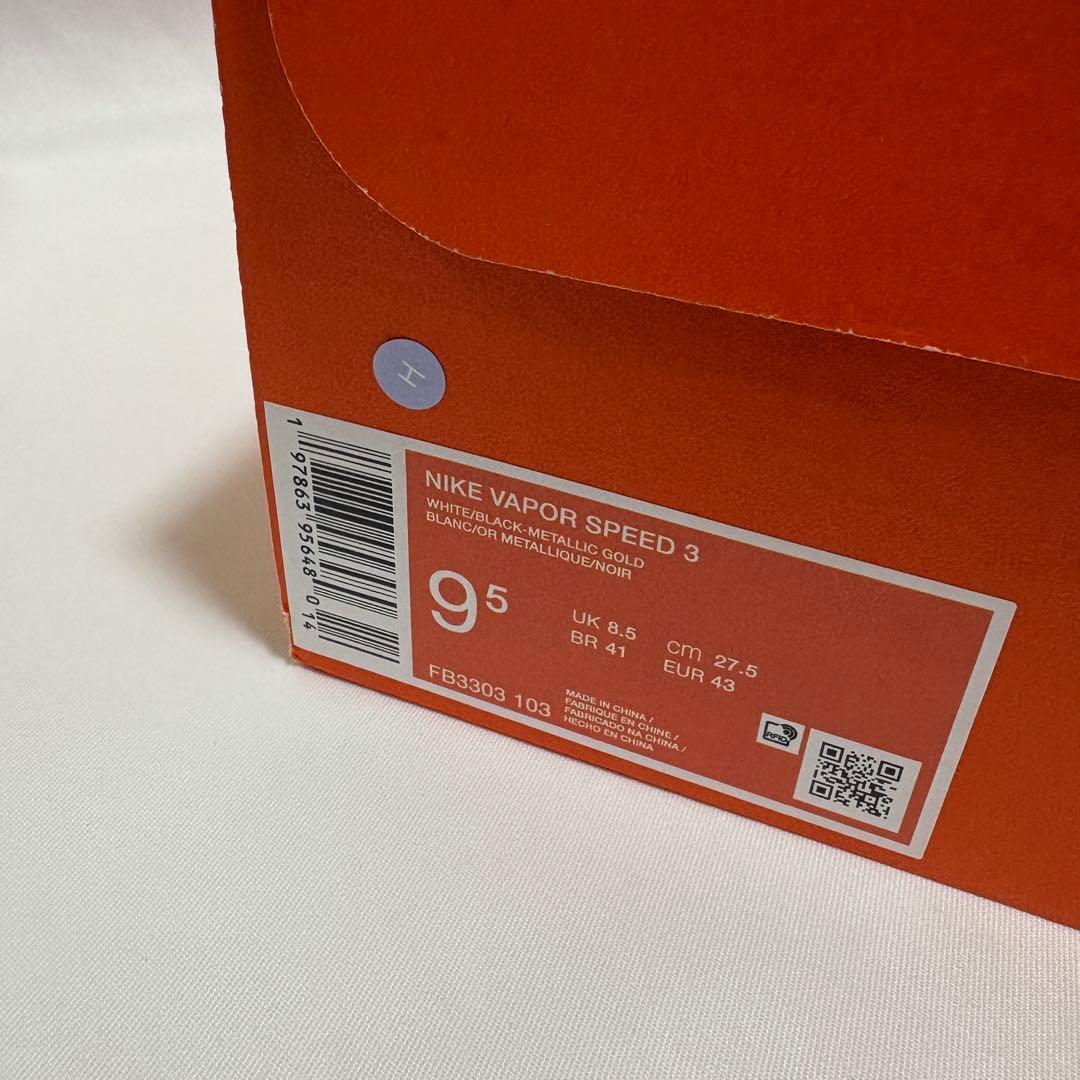 H
1 97863 95648 014
NIKE VAPOR SPEED 3
WHITE/BLACK-METALLIC GOLD
BLANC/OR METALLIQUE/NOIR
9⁵
UK 8.5 cm 27.5
BR 41 EUR 43
FB3303 103
MADE IN CHINA /
FABRIQUE EN CHINE /
FABRICADO NA CHINA /
HECHO EN CHINA
RFID